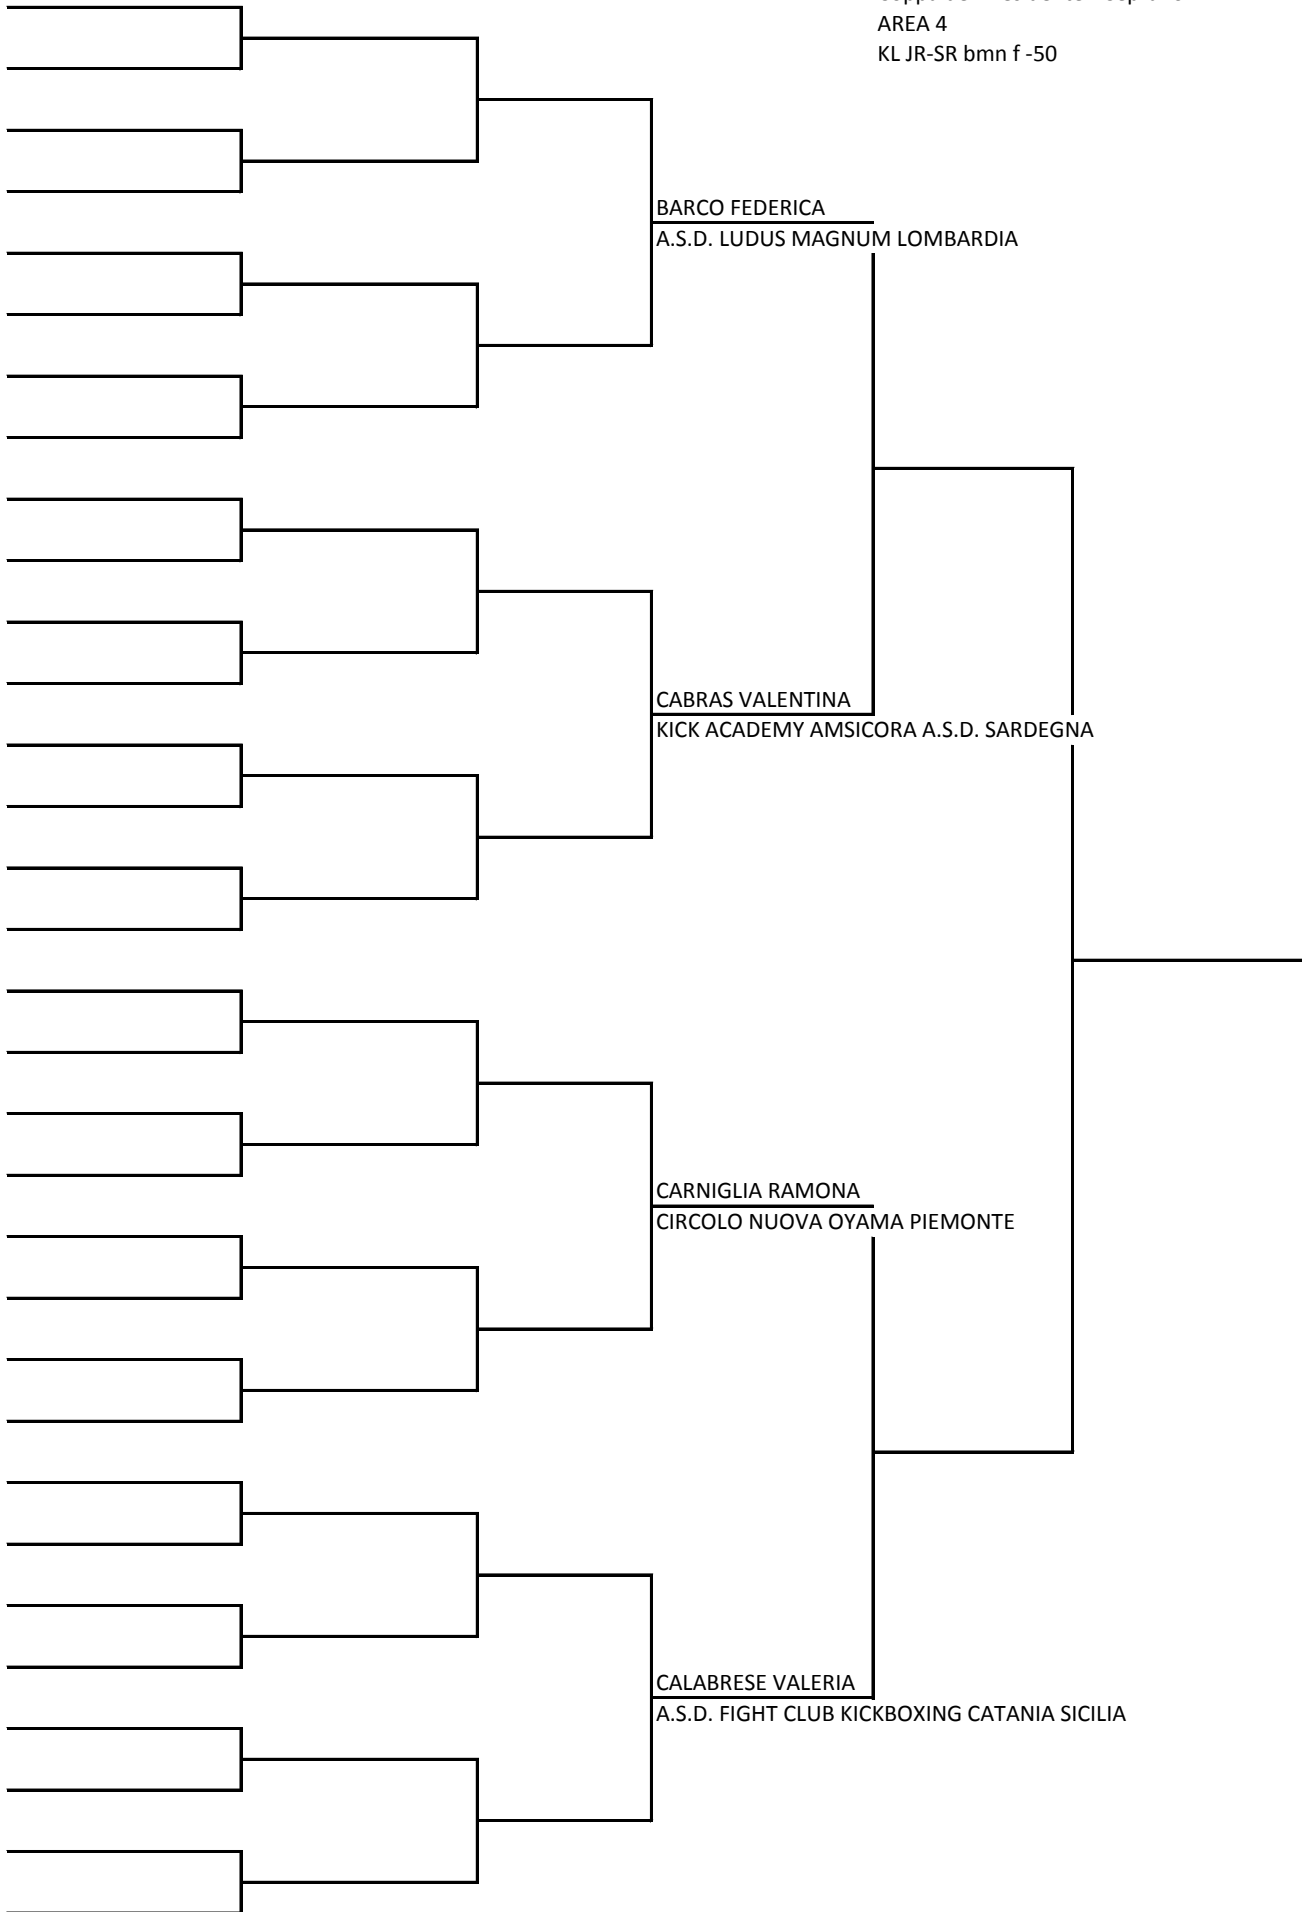 AREA 4
KL JR-SR bmn f -50
BARCO FEDERICA
A.S.D. LUDUS MAGNUM LOMBARDIA
CABRAS VALENTINA
KICK ACADEMY AMSICORA A.S.D. SARDEGNA
CARNIGLIA RAMONA
CIRCOLO NUOVA OYAMA PIEMONTE
CALABRESE VALERIA
A.S.D. FIGHT CLUB KICKBOXING CATANIA SICILIA